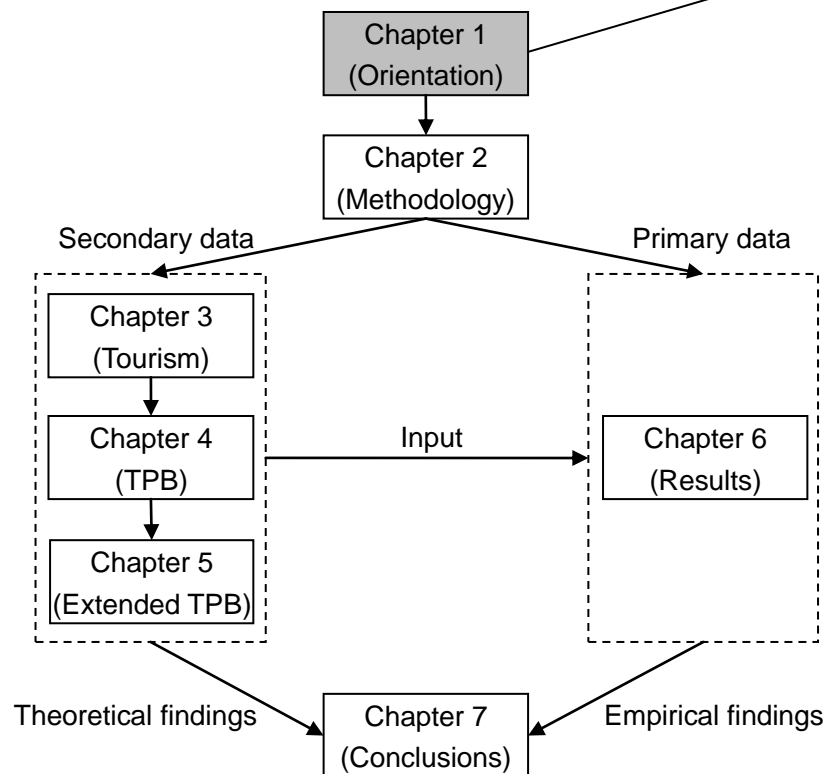 Chapter 1
(Orientation)
Chapter 2
(Methodology)
Secondary data
Primary data
Chapter 3
(Tourism)
Chapter 4
(TPB)
Input
Chapter 6
(Results)
Chapter 5
(Extended TPB)
Theoretical findings
Chapter 7
(Conclusions)
Empirical findings